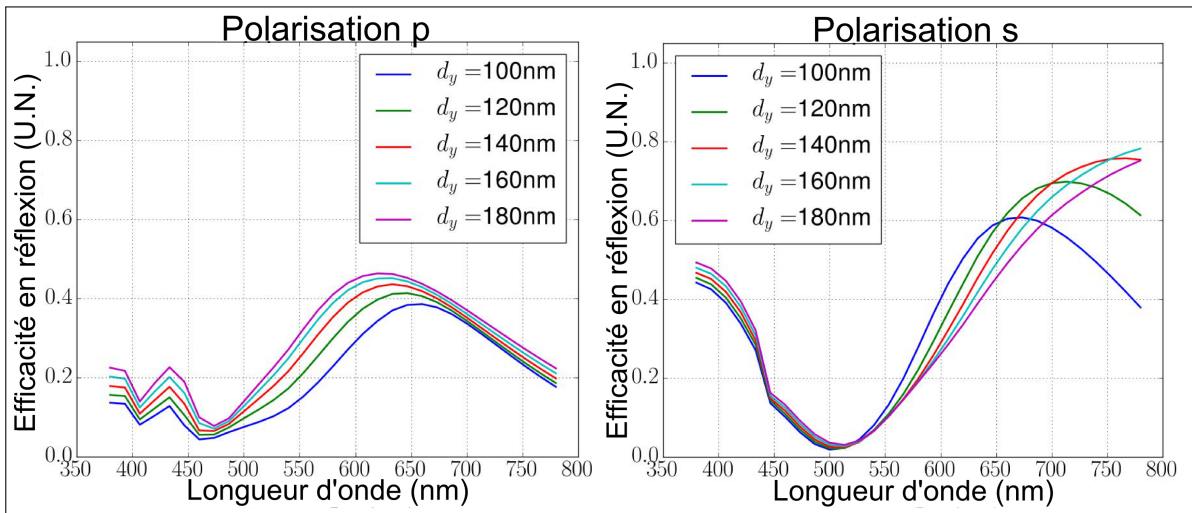 Polarisation p
Efficacité en réflexion (U.N.)
1.0
0.8
0.6
0.4
0.2
0.0
d_y =100nm
d_y =120nm
d_y =140nm
d_y =160nm
d_y =180nm
350 400 450 500 550 600 650 700 750 800
Longueur d'onde (nm)
Polarisation s
Efficacité en réflexion (U.N.)
1.0
0.8
0.6
0.4
0.2
0.0
d_y =100nm
d_y =120nm
d_y =140nm
d_y =160nm
d_y =180nm
350 400 450 500 550 600 650 700 750 800
Longueur d'onde (nm)